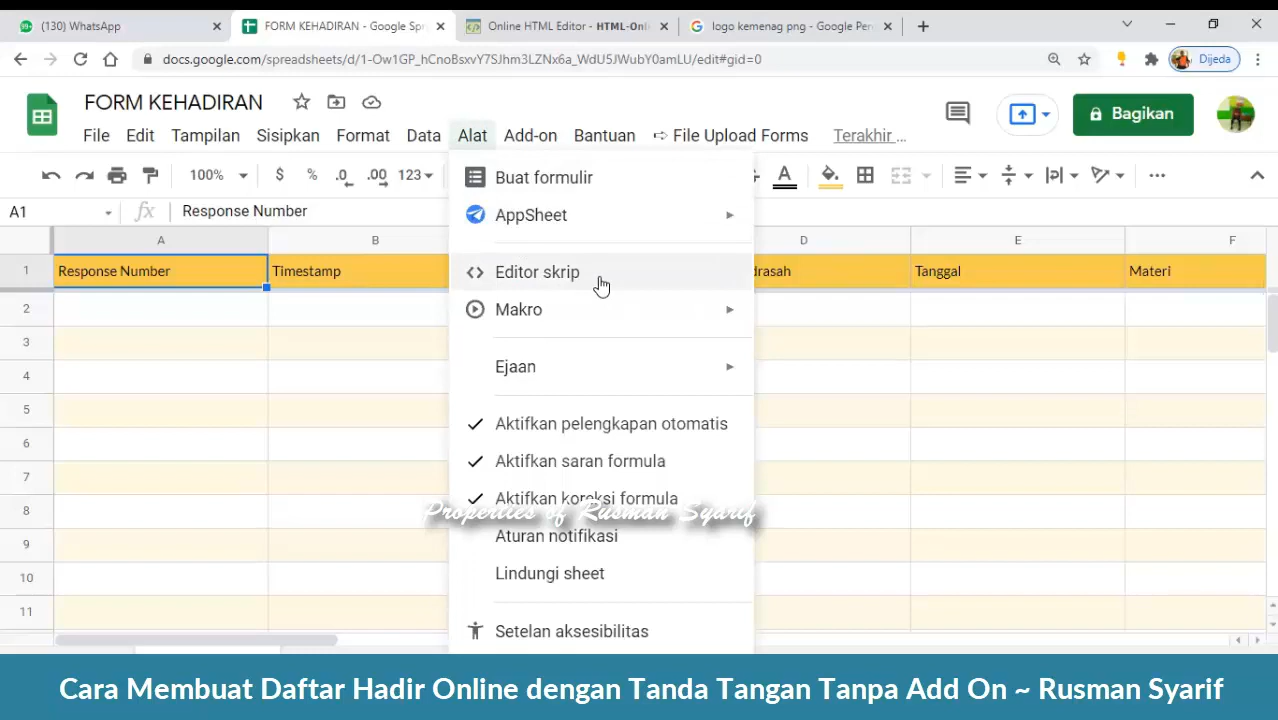 (130) WhatsApp
FORM KEHADIRAN - Google Spr
Online HTML Editor - HTML-Onl
logo kemenag png - Google Pen
docs.google.com/spreadsheets/d/1-Ow1GP_hCnoBsxvY7SJhm3LZNx6a_WdU5JWubY0amLU/edit#gid=0
Dijeda
FORM KEHADIRAN
Bagikan
File Edit Tampilan Sisipkan Format Data Alat Add-on Bantuan File Upload Forms Terakhir ...
100% $ % .0 .00 123 A
A1 fx Response Number
A B D E F
1 Response Number Timestamp drasah Tanggal Materi
2
3
4
5
6
7
8
9
10
11
Buat formulir
AppSheet
Editor skrip
Makro
Ejaan
Aktifkan pelengkapan otomatis
Aktifkan saran formula
Aktifkan koreksi formula
Properties of Rusman Syarif
Aturan notifikasi
Lindungi sheet
Setelan aksesibilitas
Cara Membuat Daftar Hadir Online dengan Tanda Tangan Tanpa Add On ~ Rusman Syarif